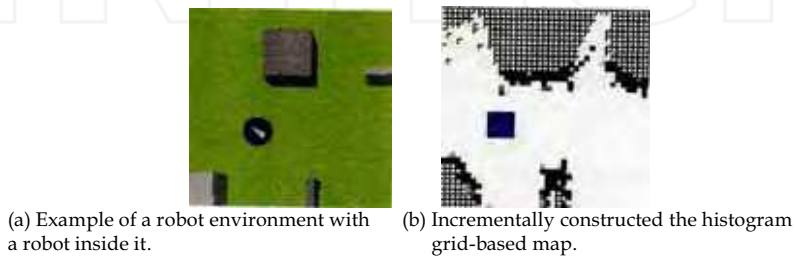 (a) Example of a robot environment with
a robot inside it.
(b) Incrementally constructed the histogram
grid-based map.